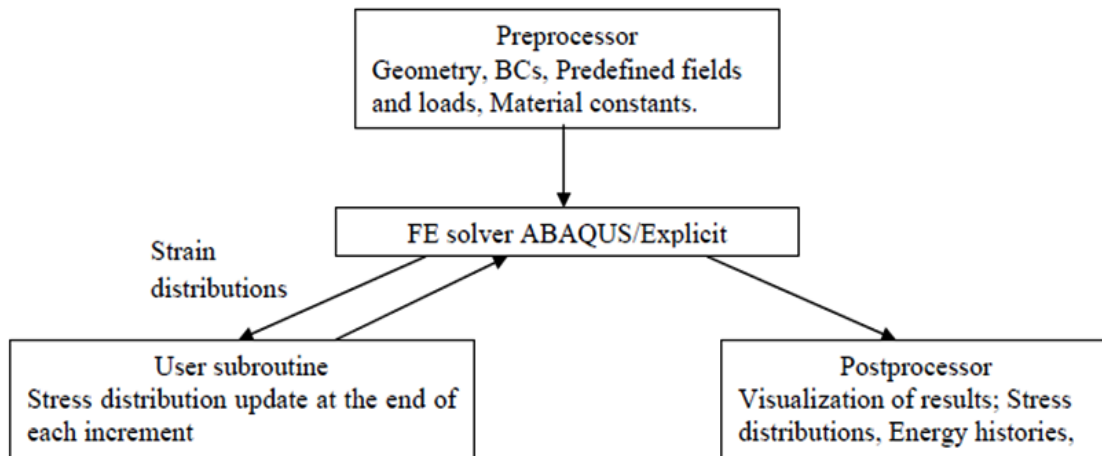 Preprocessor
Geometry, BCs, Predefined fields
and loads, Material constants.
FE solver ABAQUS/Explicit
Strain
distributions
User subroutine
Stress distribution update at the end of
each increment
Postprocessor
Visualization of results; Stress
distributions, Energy histories,